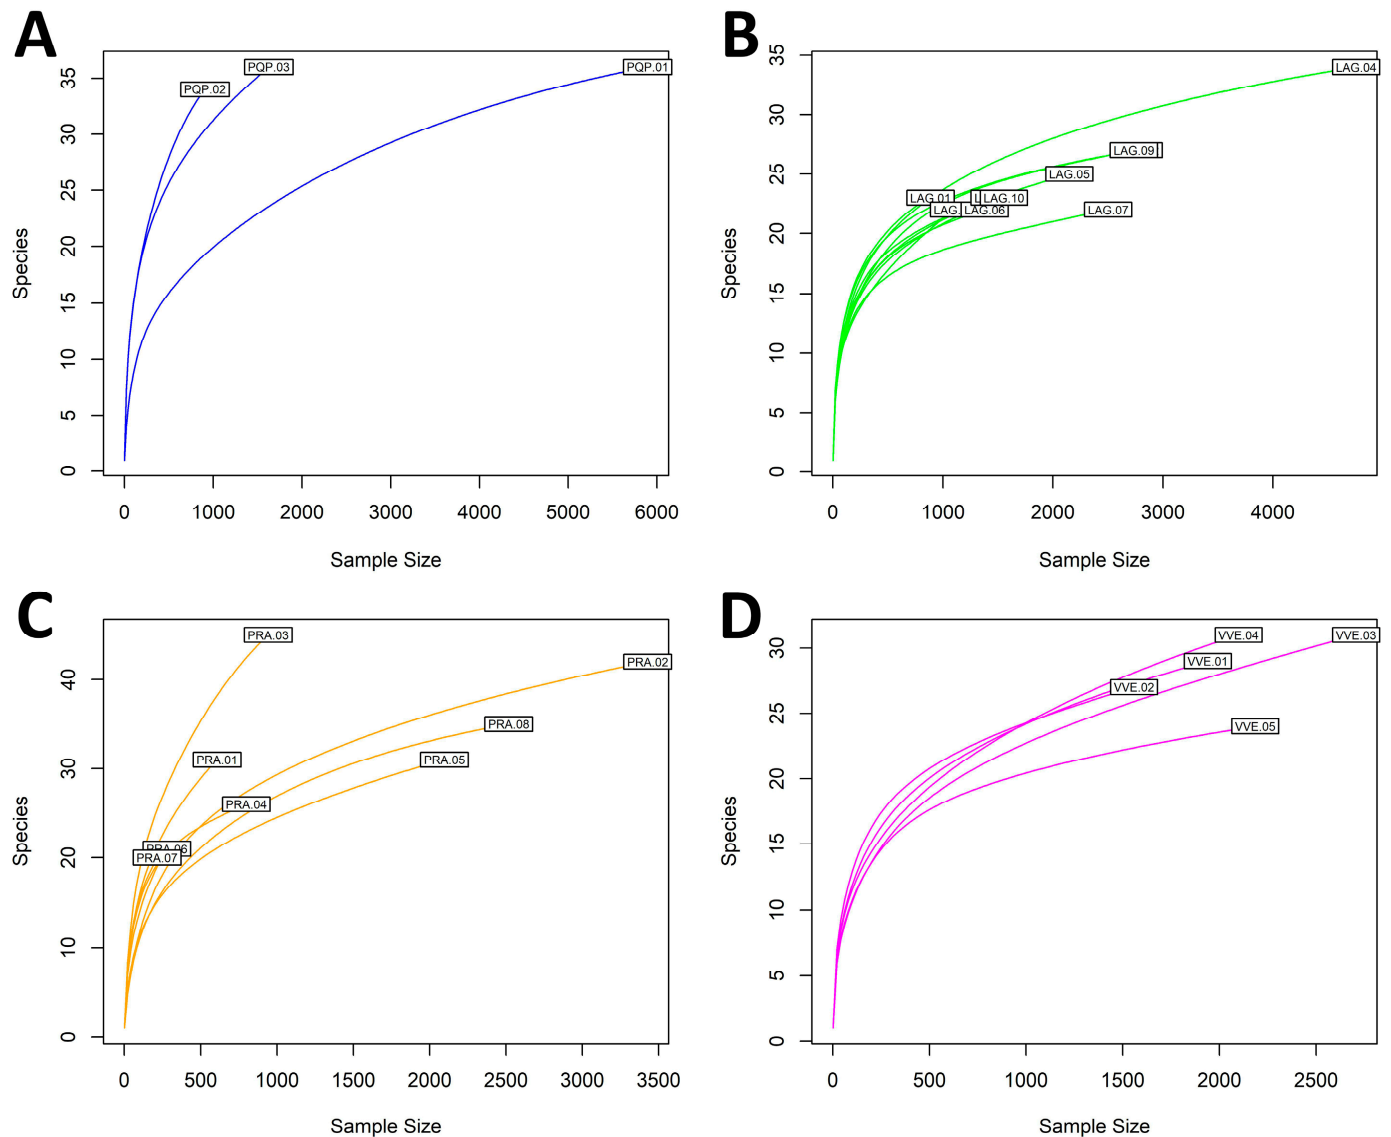 A
PQP.03
PQP.01
PQP.02
Species
0
5
10
15
20
25
30
35
0 1000 2000 3000 4000 5000 6000
Sample Size
B
LAG.04
LAG.09
LAG.05
LAG.01
LAG.10
LAG.
LAG.06
LAG.07
Species
0
5
10
15
20
25
30
35
0 1000 2000 3000 4000
Sample Size
C
PRA.03
PRA.02
PRA.08
PRA.01
PRA.05
PRA.04
PRA.06
PRA.07
Species
0
10
20
30
40
0 500 1000 1500 2000 2500 3000 3500
Sample Size
D
VVE.04
VVE.03
VVE.01
VVE.02
VVE.05
Species
0
5
10
15
20
25
30
0 500 1000 1500 2000 2500
Sample Size